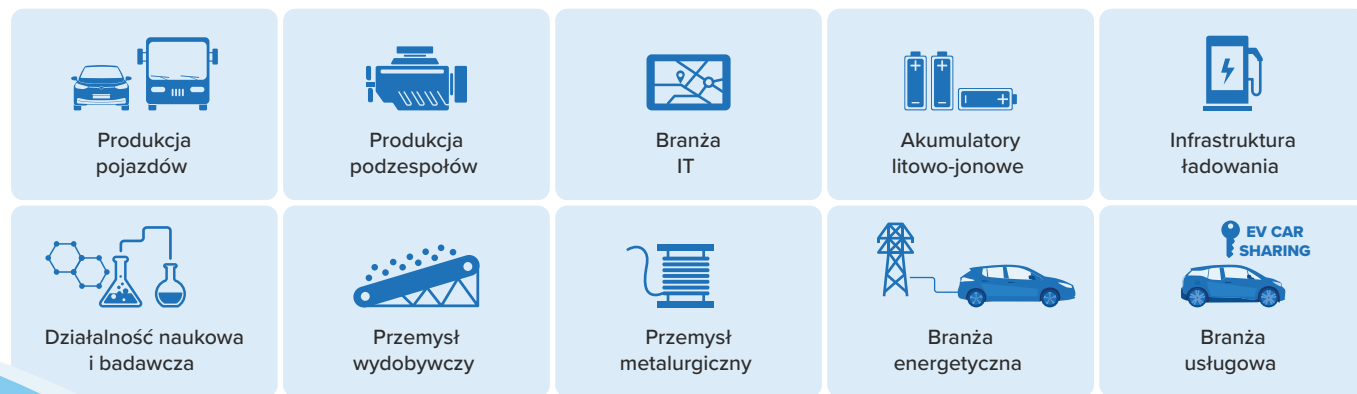 Produkcja
pojazdów
Produkcja
podzespołów
Branża
IT
Akumulatory
litowo-jonowe
Infrastruktura
ładowania
EV CAR
SHARING
Działalność naukowa
i badawcza
Przemysł
wydobywczy
Przemysł
metalurgiczny
Branża
energetyczna
Branża
usługowa